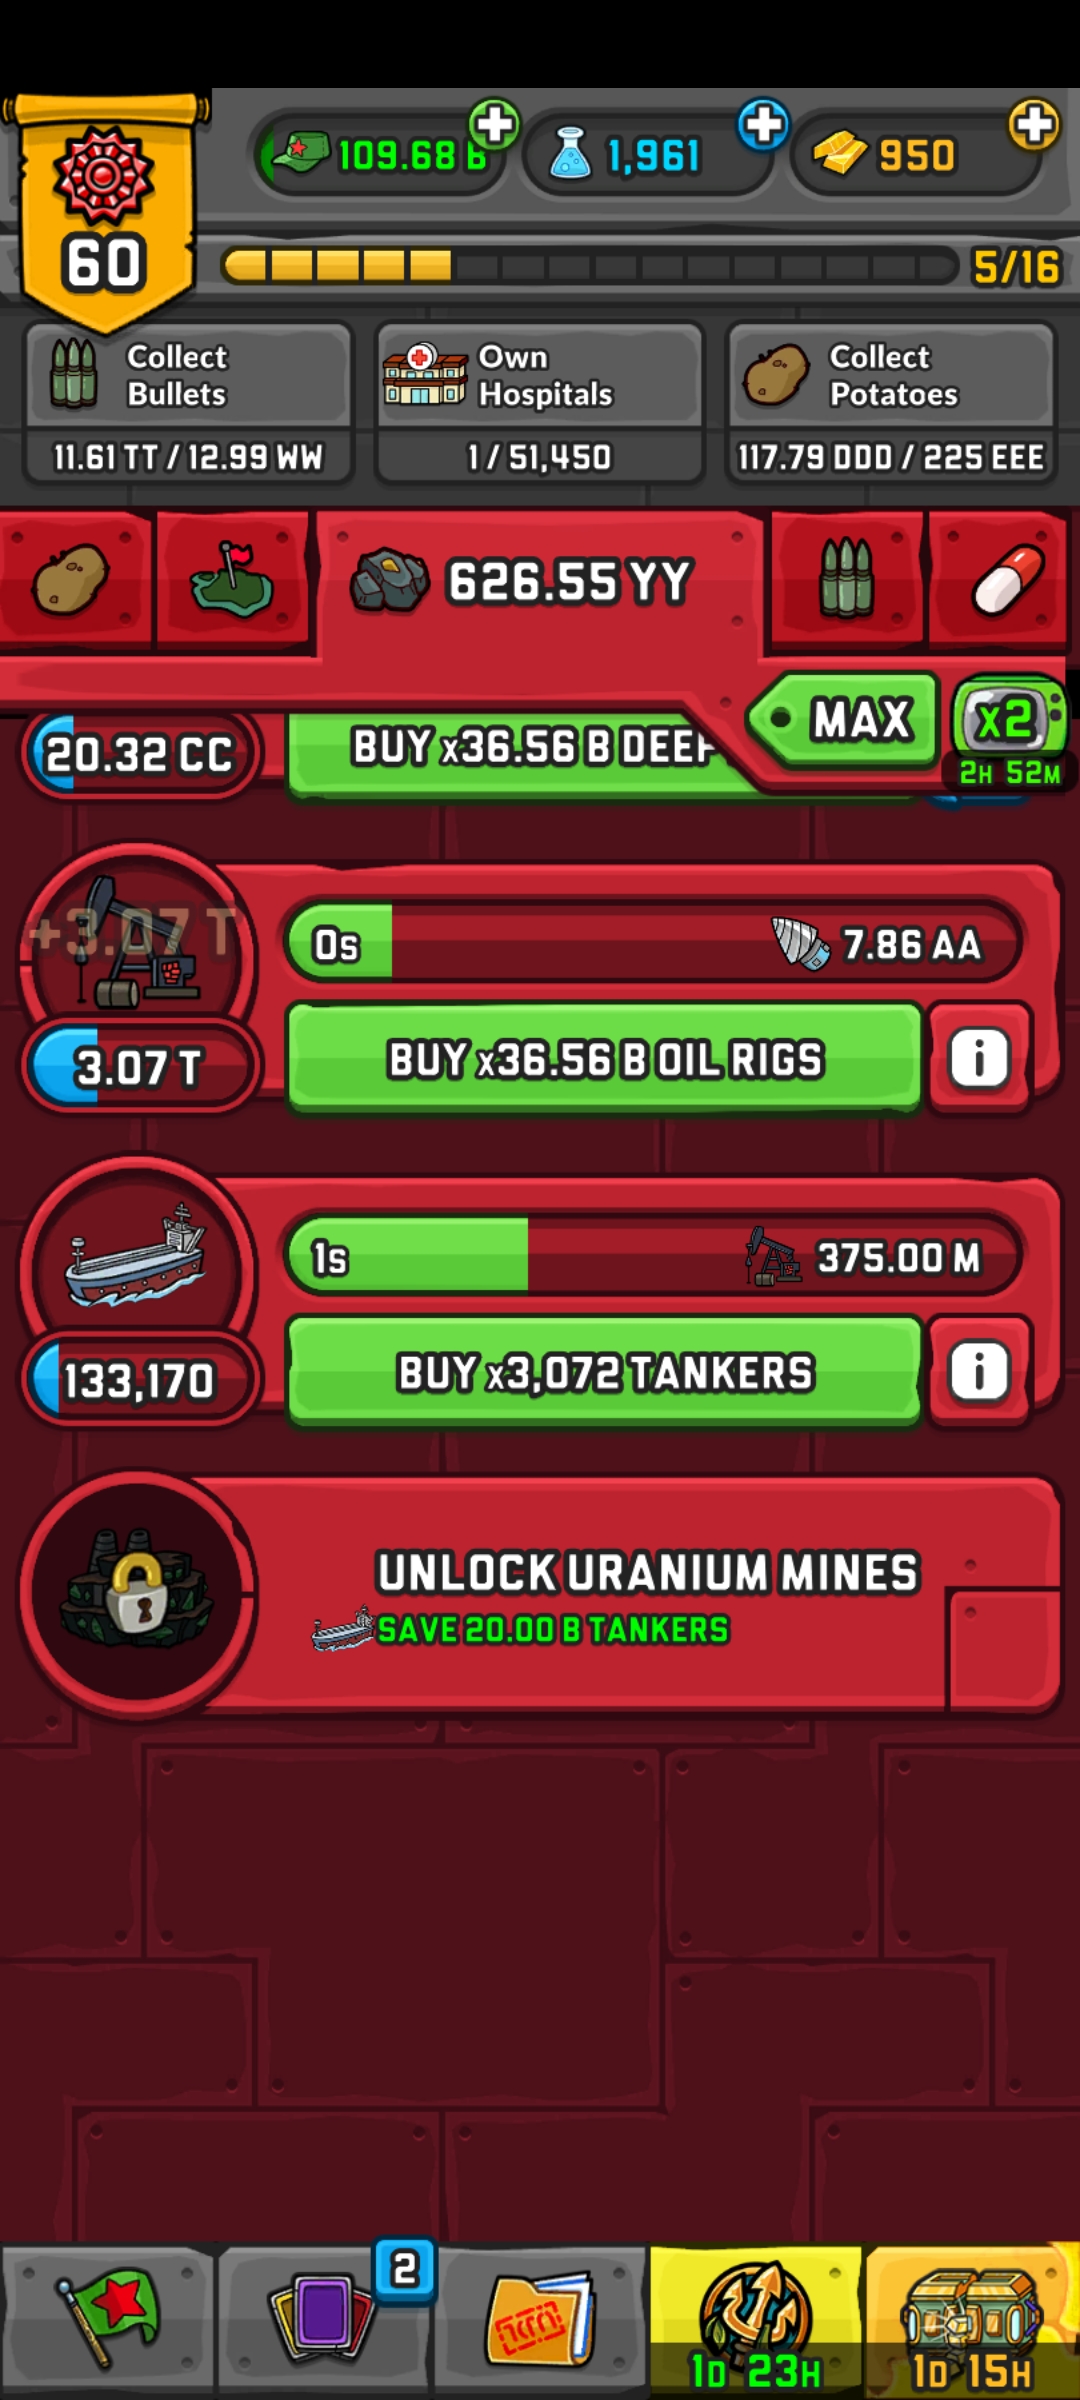 109.68 B
1,961
950
60
5/16
Collect
Bullets
11.61 TT / 12.99 WW
Own
Hospitals
1 / 51,450
Collect
Potatoes
117.79 DDD / 225 EEE
626.55 YY
MAX
x2
2H 52M
20.32 CC
BUY x36.56 B DEEP
+3.07 T
0s
7.86 AA
3.07 T
BUY x36.56 B OIL RIGS
i
1s
375.00 M
133,170
BUY x3,072 TANKERS
i
UNLOCK URANIUM MINES
SAVE 20.00 B TANKERS
2
1D 23H
1D 15H